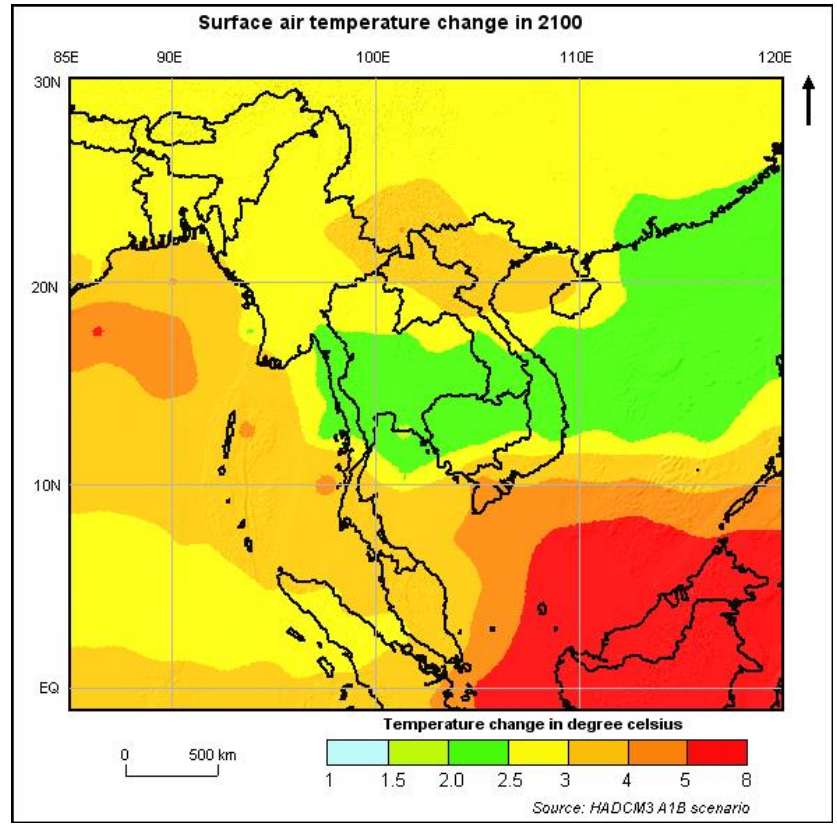 Surface air temperature change in 2100
85E 90E 100E 110E 120E
30N
20N
10N
EQ
Temperature change in degree celsius
0 500 km
1 1.5 2.0 2.5 3 4 5 8
Source: HADCM3 A1B scenario